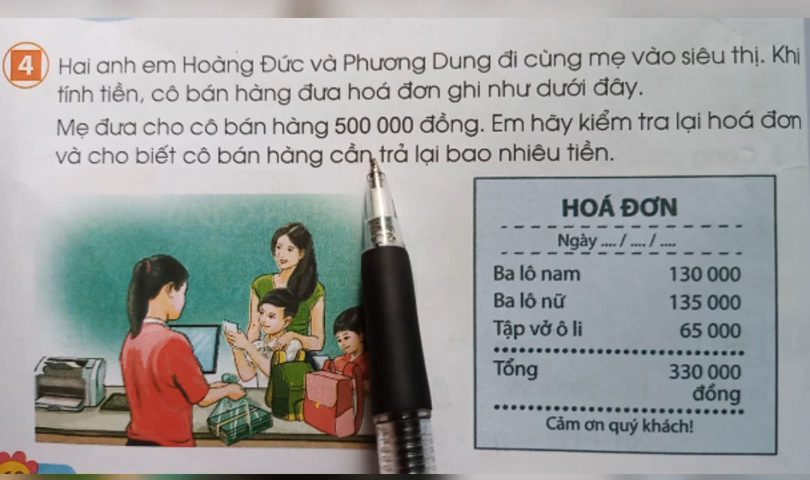 4 Hai anh em Hoàng Đức và Phương Dung đi cùng mẹ vào siêu thị. Khi
tính tiền, cô bán hàng đưa hoá đơn ghi như dưới đây.
Mẹ đưa cho cô bán hàng 500 000 đồng. Em hãy kiểm tra lại hoá đơn
và cho biết cô bán hàng cần trả lại bao nhiêu tiền.
HOÁ ĐƠN
Ngày .... / .... / ....
Ba lô nam 130 000
Ba lô nữ 135 000
Tập vở ô li 65 000
Tổng 330 000
đồng
Cảm ơn quý khách!